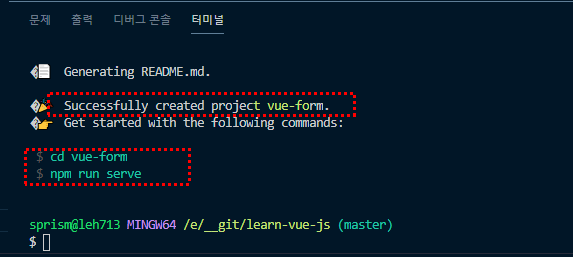 문제 출력 디버그 콘솔 터미널
Generating README.md.
Successfully created project vue-form.
Get started with the following commands:
$ cd vue-form
$ npm run serve
sprism@leh713 MINGW64 /e/__git/learn-vue-js (master)
$